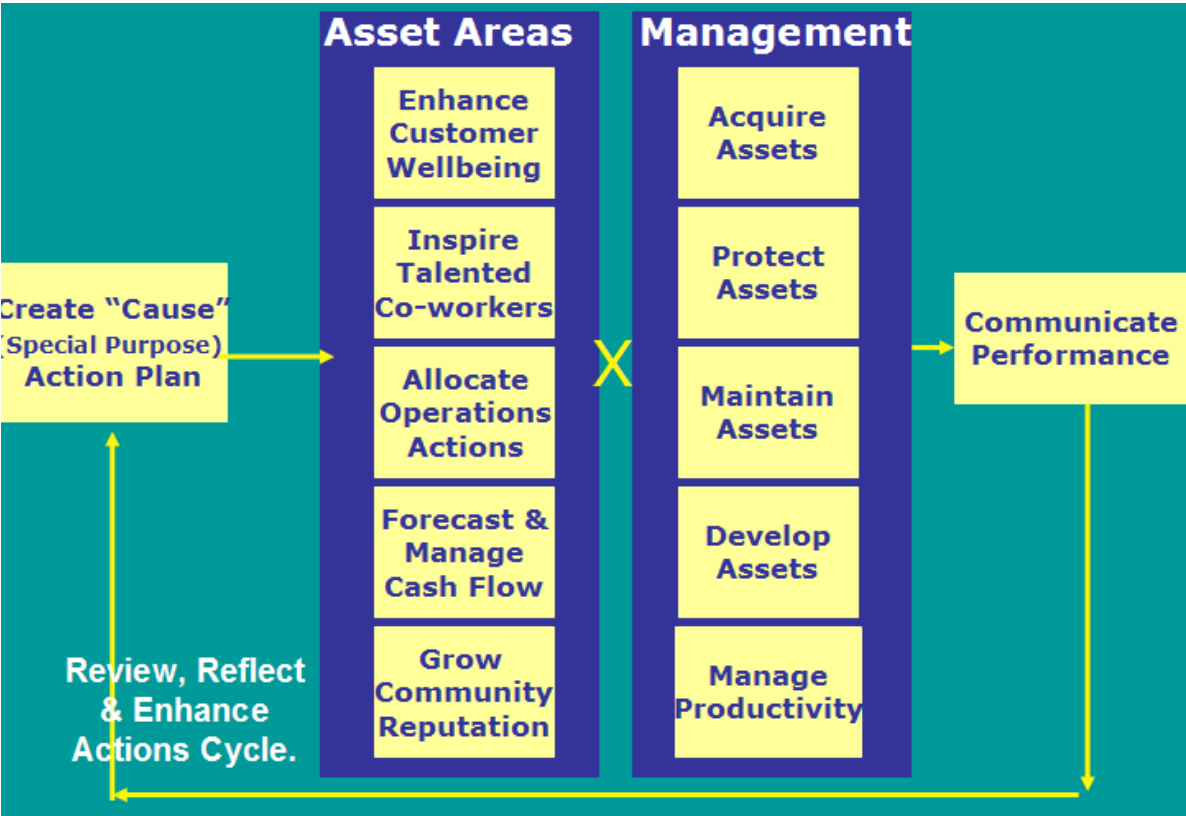 Asset Areas
Enhance
Customer
Wellbeing
Inspire
Talented
Co-workers
Allocate
Operations
Actions
Forecast &
Manage
Cash Flow
Grow
Community
Reputation
Management
Acquire
Assets
Protect
Assets
Maintain
Assets
Develop
Assets
Manage
Productivity
X
Create “Cause”
(Special Purpose)
Action Plan
Communicate
Performance
Review, Reflect
& Enhance
Actions Cycle.